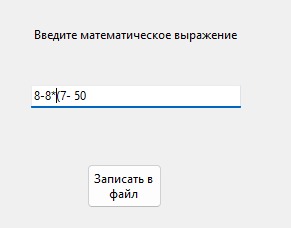 Введите математическое выражение
8-8*(7- 50
Записать в
файл